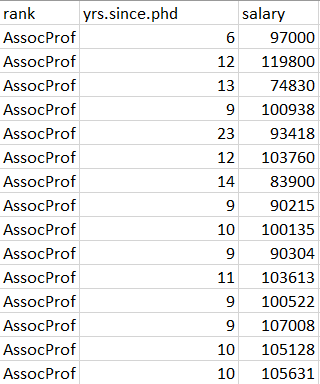 rank yrs.since.phd salary
AssocProf 6 97000
AssocProf 12 119800
AssocProf 13 74830
AssocProf 9 100938
AssocProf 23 93418
AssocProf 12 103760
AssocProf 14 83900
AssocProf 9 90215
AssocProf 10 100135
AssocProf 9 90304
AssocProf 11 103613
AssocProf 9 100522
AssocProf 9 107008
AssocProf 10 105128
AssocProf 10 105631